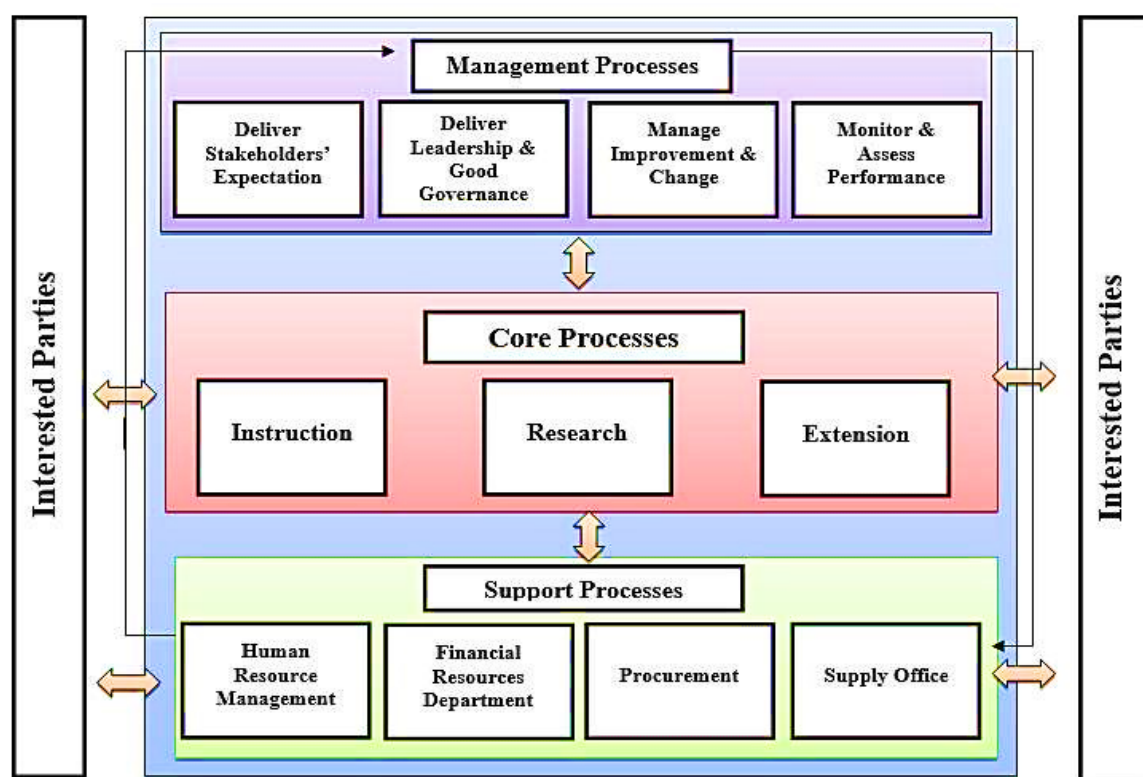 Interested Parties
Management Processes
Deliver
Stakeholders'
Expectation
Deliver
Leadership &
Good
Governance
Manage
Improvement &
Change
Monitor &
Assess
Performance
Core Processes
Instruction
Research
Extension
Support Processes
Human
Resource
Management
Financial
Resources
Department
Procurement
Supply Office
Interested Parties